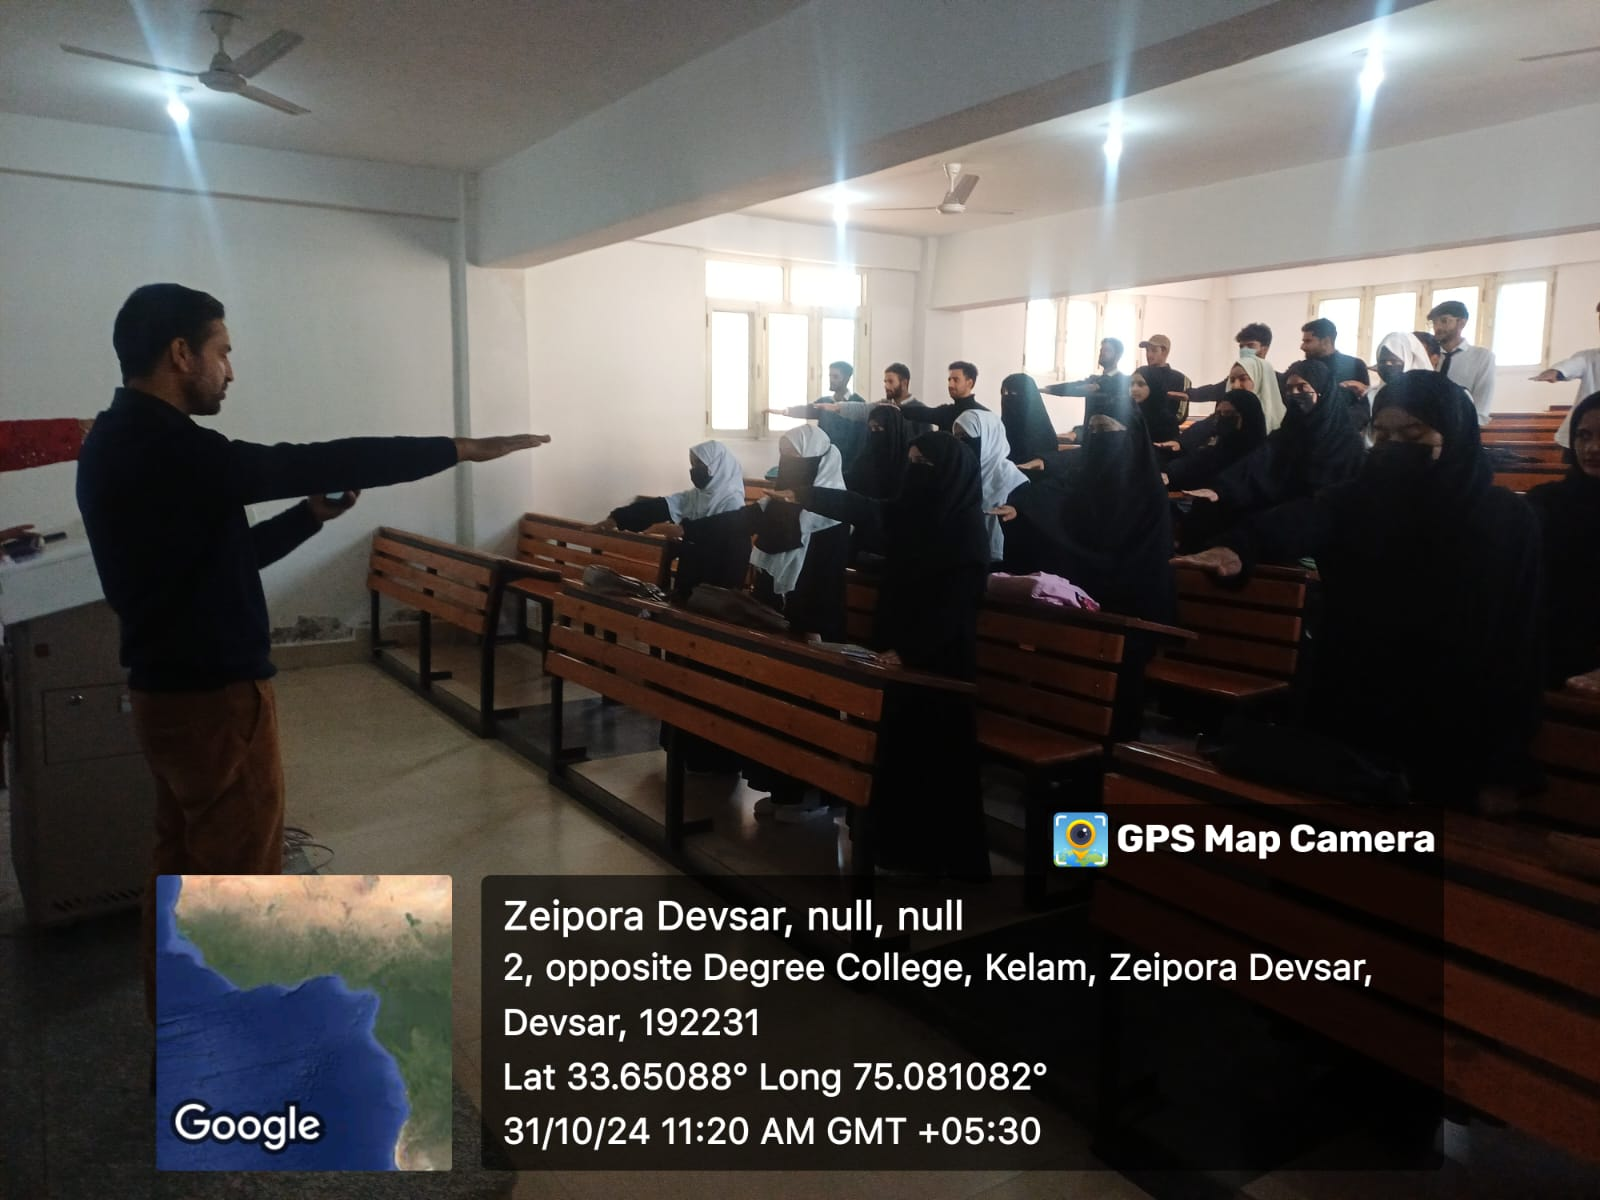 GPS Map Camera
Zeipora Devsar, null, null
2, opposite Degree College, Kelam, Zeipora Devsar,
Devsar, 192231
Lat 33.65088° Long 75.081082°
31/10/24 11:20 AM GMT +05:30
Google